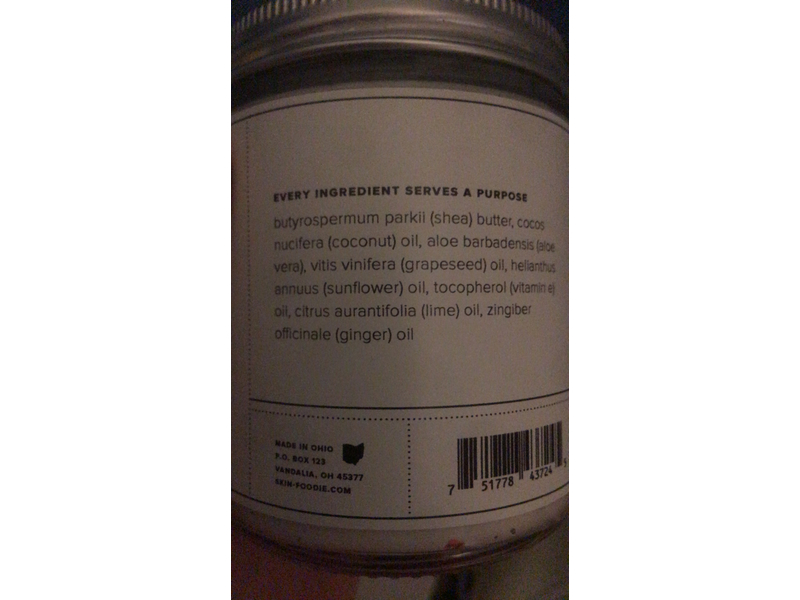 EVERY INGREDIENT SERVES A PURPOSE
butyrospermum parkii (shea) butter, cocos
nucifera (coconut) oil, aloe barbadensis (aloe
vera), vitis vinifera (grapeseed) oil, helianthus
annuus (sunflower) oil, tocopherol (vitamin e)
oil, citrus aurantifolia (lime) oil, zingiber
officinale (ginger) oil
MADE IN OHIO
P.O. BOX 123
VANDALIA, OH 45377
SKIN-FOODIE.COM
7 51778 43724 5